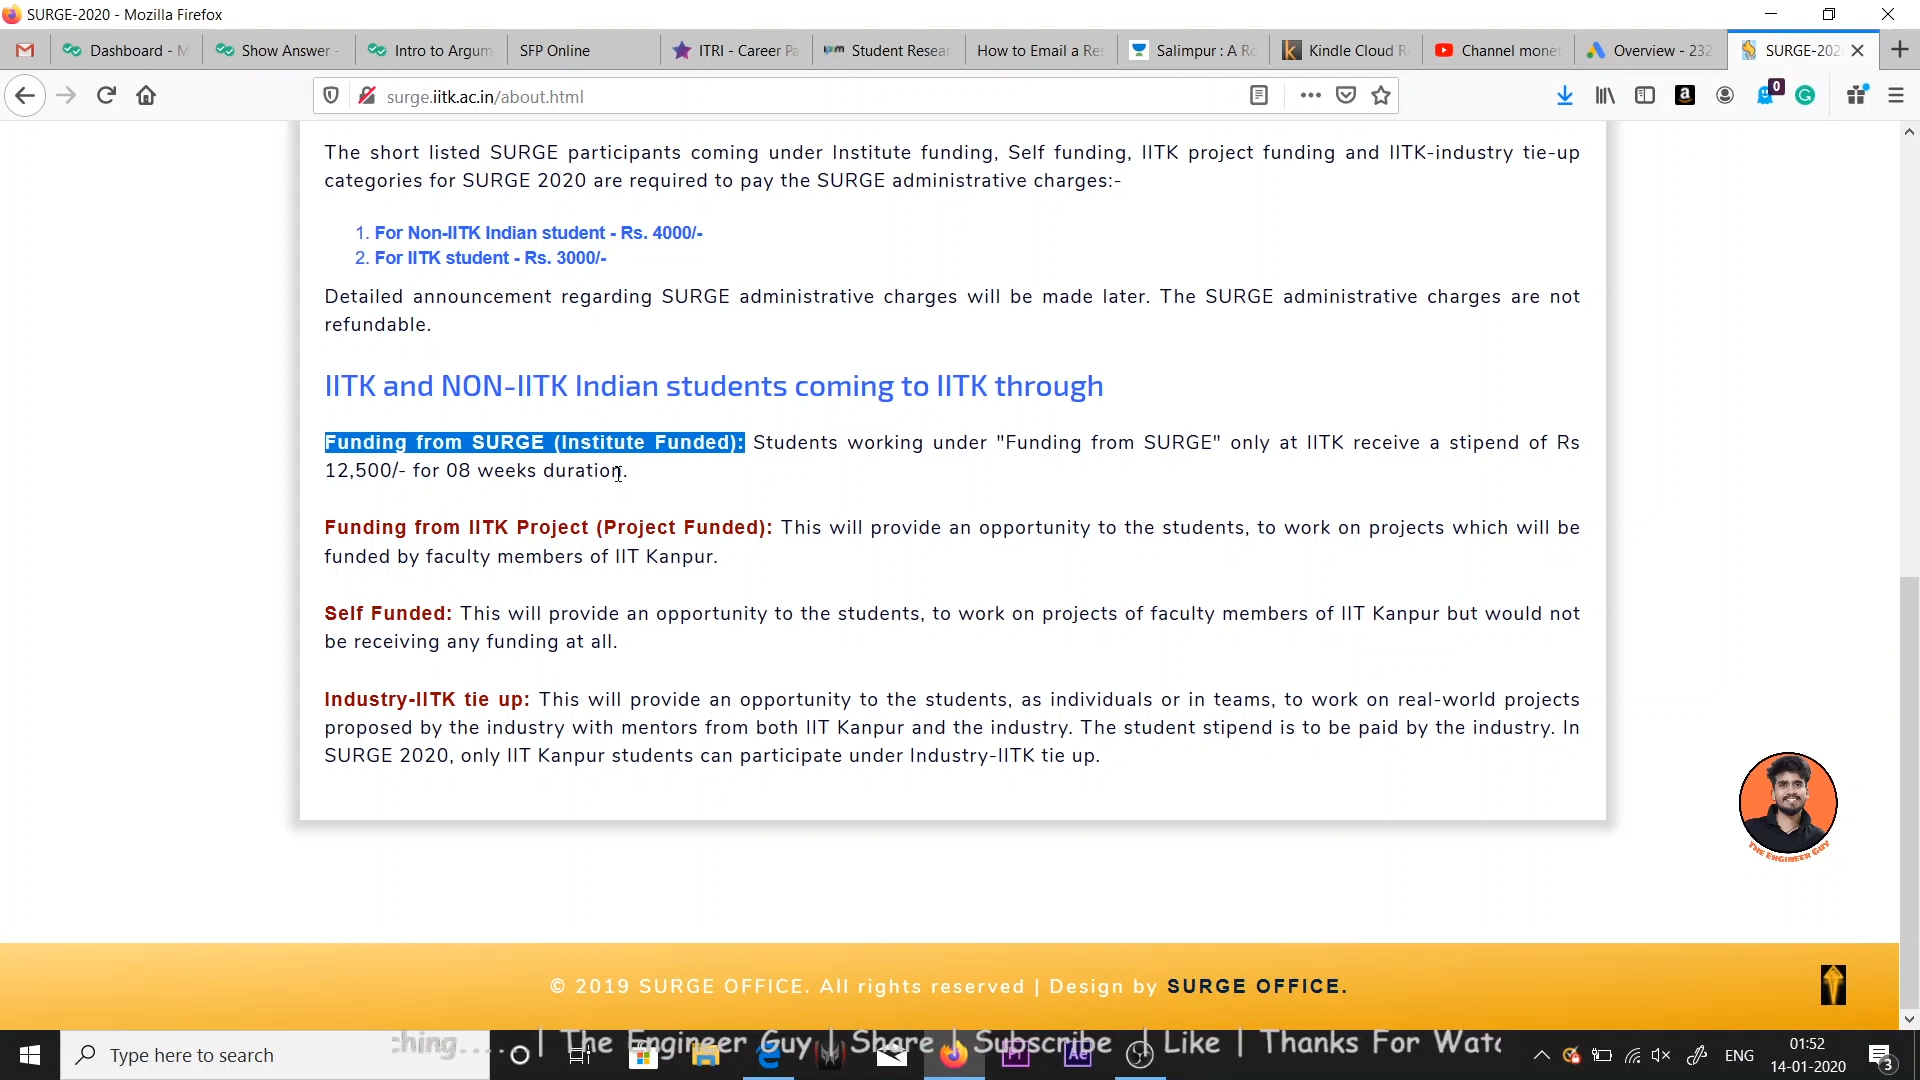 SURGE-2020 - Mozilla Firefox
Dashboard - M
Show Answer -
Intro to Argum
SFP Online
ITRI - Career Pa
Student Resear
How to Email a Res
Salimpur : A Ro
Kindle Cloud R
Channel monet
Overview - 232
SURGE-202
surge.iitk.ac.in/about.html
0
The short listed SURGE participants coming under Institute funding, Self funding, IITK project funding and IITK-industry tie-up
categories for SURGE 2020 are required to pay the SURGE administrative charges:-
1. For Non-IITK Indian student - Rs. 4000/-
2. For IITK student - Rs. 3000/-
Detailed announcement regarding SURGE administrative charges will be made later. The SURGE administrative charges are not
refundable.
IITK and NON-IITK Indian students coming to IITK through
Funding from SURGE (Institute Funded): Students working under "Funding from SURGE" only at IITK receive a stipend of Rs
12,500/- for 08 weeks duration.
Funding from IITK Project (Project Funded): This will provide an opportunity to the students, to work on projects which will be
funded by faculty members of IIT Kanpur.
Self Funded: This will provide an opportunity to the students, to work on projects of faculty members of IIT Kanpur but would not
be receiving any funding at all.
Industry-IITK tie up: This will provide an opportunity to the students, as individuals or in teams, to work on real-world projects
proposed by the industry with mentors from both IIT Kanpur and the industry. The student stipend is to be paid by the industry. In
SURGE 2020, only IIT Kanpur students can participate under Industry-IITK tie up.
THE ENGINEER GUY
© 2019 SURGE OFFICE. All rights reserved | Design by SURGE OFFICE.
ching.... | The Engineer Guy | Share | Subscribe | Like | Thanks For Watc
Type here to search
Pr
Ae
ENG
01:52
14-01-2020
3